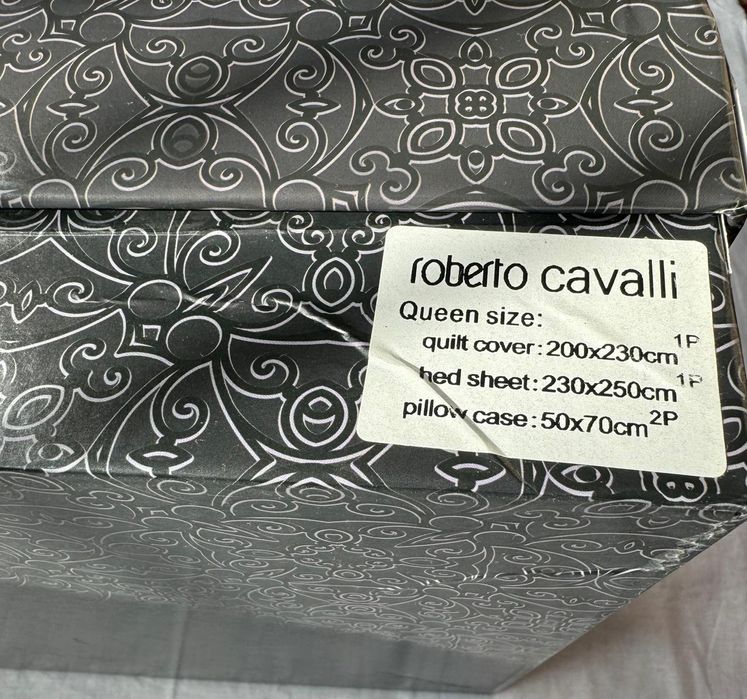 roberto cavalli
Queen size:
quilt cover:200x230cm 1P
bed sheet:230x250cm 1P
pillow case:50x70cm 2P